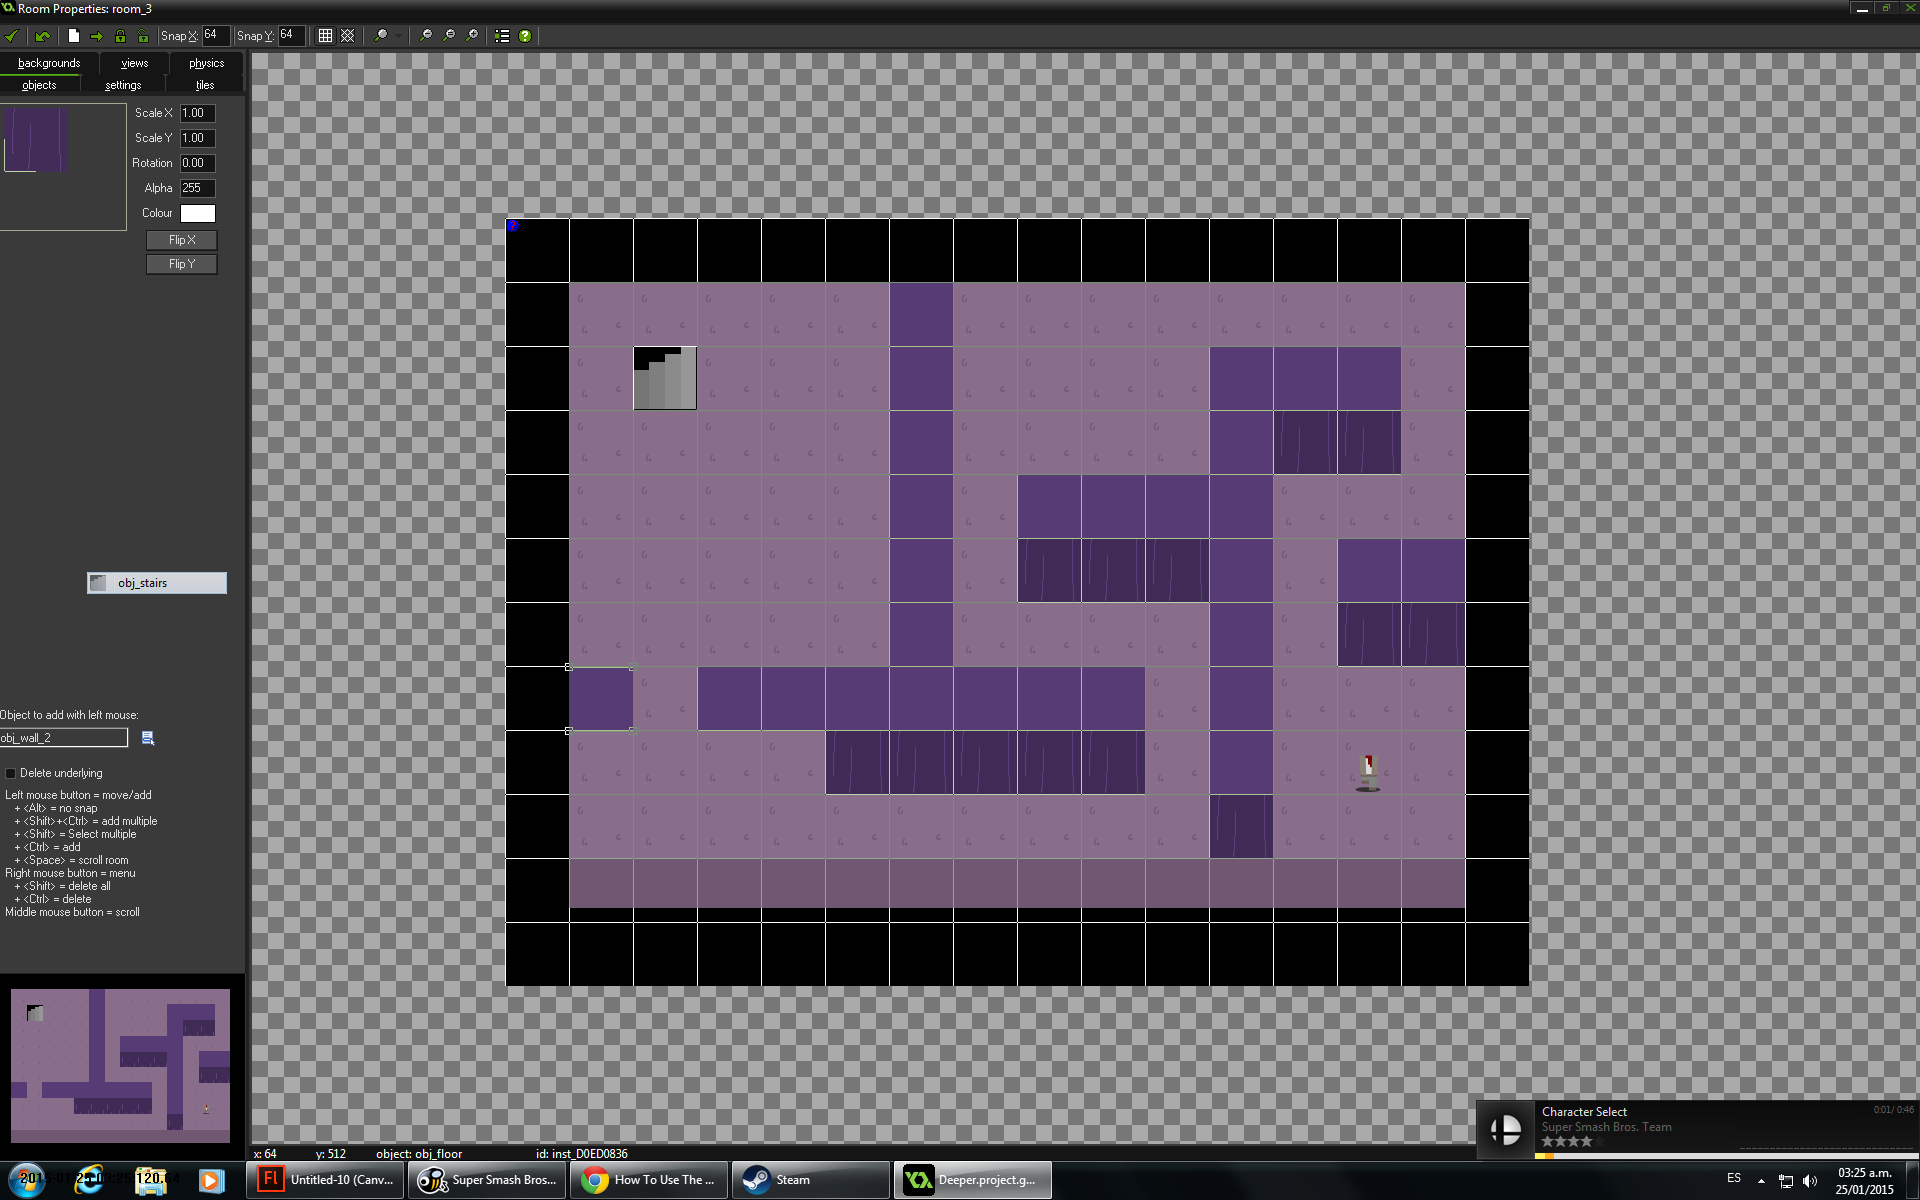 Room Properties: room_3
Snap X: 64 Snap Y: 64
backgrounds views physics
objects settings tiles
Scale X 1.00
Scale Y 1.00
Rotation 0.00
Alpha 255
Colour
Flip X
Flip Y
obj_stairs
Object to add with left mouse:
obj_wall_2
Delete underlying
Left mouse button = move/add
+ <Alt> = no snap
+ <Shift>+<Ctrl> = add multiple
+ <Shift> = Select multiple
+ <Ctrl> = add
+ <Space> = scroll room
Right mouse button = menu
+ <Shift> = delete all
+ <Ctrl> = delete
Middle mouse button = scroll
x: 64 y: 512 object: obj_floor id: inst_D0ED0836
Character Select 0:01/ 0:46
Super Smash Bros. Team
Fl Untitled-10 (Canv...
Super Smash Bros...
How To Use The ...
Steam
Deeper.project.g...
ES
03:25 a.m.
25/01/2015